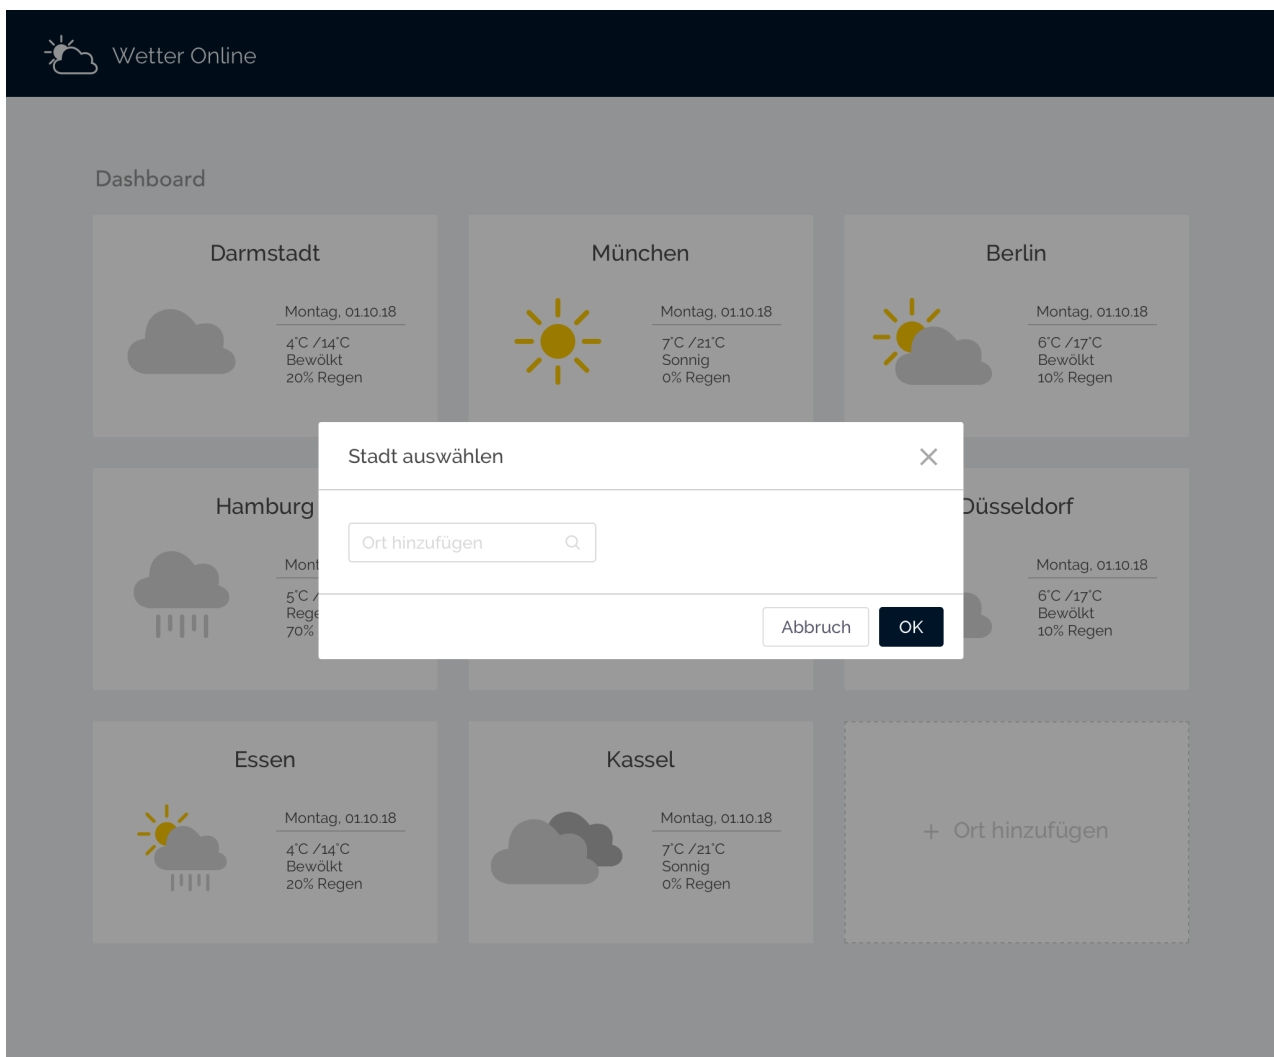 Wetter Online
Dashboard
Darmstadt
Montag, 01.10.18
4°C /14°C
Bewölkt
20% Regen
München
Montag, 01.10.18
7°C /21°C
Sonnig
0% Regen
Berlin
Montag, 01.10.18
6°C /17°C
Bewölkt
10% Regen
Stadt auswählen
Ort hinzufügen
Abbruch
OK
Hamburg
Mont
5°C /
Rege
70%
Düsseldorf
Montag, 01.10.18
6°C /17°C
Bewölkt
10% Regen
Essen
Montag, 01.10.18
4°C /14°C
Bewölkt
20% Regen
Kassel
Montag, 01.10.18
7°C /21°C
Sonnig
0% Regen
+ Ort hinzufügen